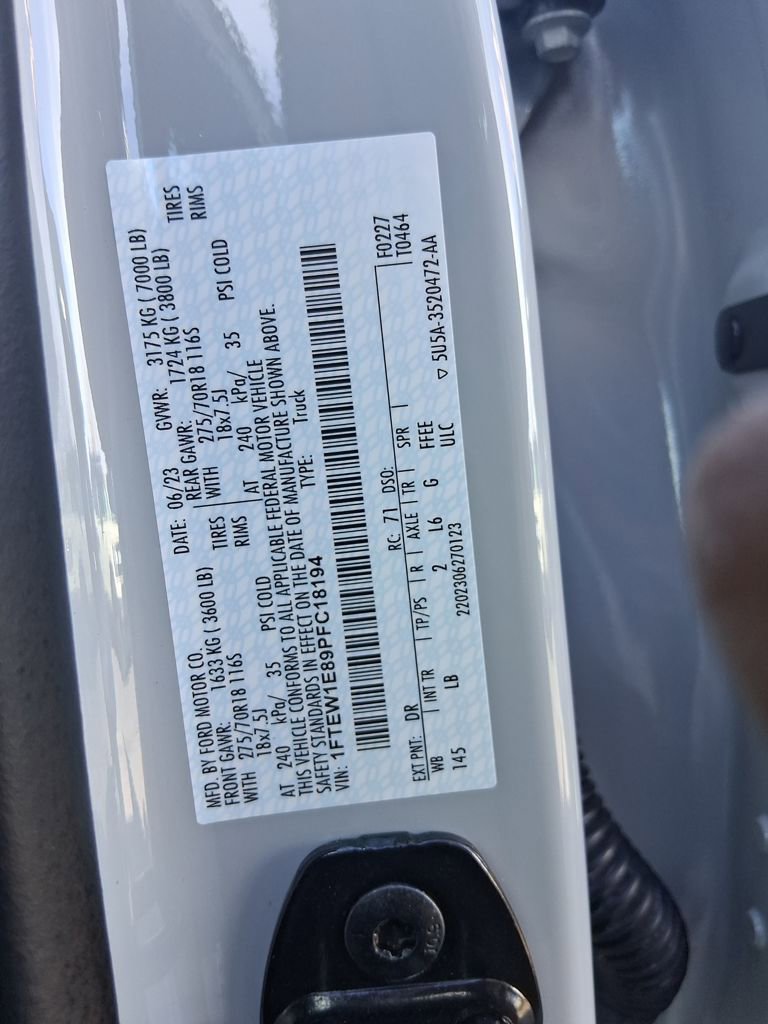 MFD. BY FORD MOTOR CO.
DATE: 06/23 GVWR: 3175 KG ( 7000 LB)
FRONT GAWR: 1633 KG ( 3600 LB) REAR GAWR: 1724 KG ( 3800 LB)
WITH 275/70R18 116S TIRES WITH 275/70R18 116S TIRES
18x7.5J RIMS 18x7.5J RIMS
AT 240 kPa/ 35 PSI COLD AT 240 kPa/ 35 PSI COLD
THIS VEHICLE CONFORMS TO ALL APPLICABLE FEDERAL MOTOR VEHICLE
SAFETY STANDARDS IN EFFECT ON THE DATE OF MANUFACTURE SHOWN ABOVE.
VIN: 1FTEW1E89PFC18194 TYPE: Truck
EXT PNT: DR RC: 71 DSO: F0227
WB INT TR TP/PS R AXLE TR SPR T0464
145 LB 2 L6 G FFEE
2202306270123 ULC ▽ 5U5A-3520472-AA